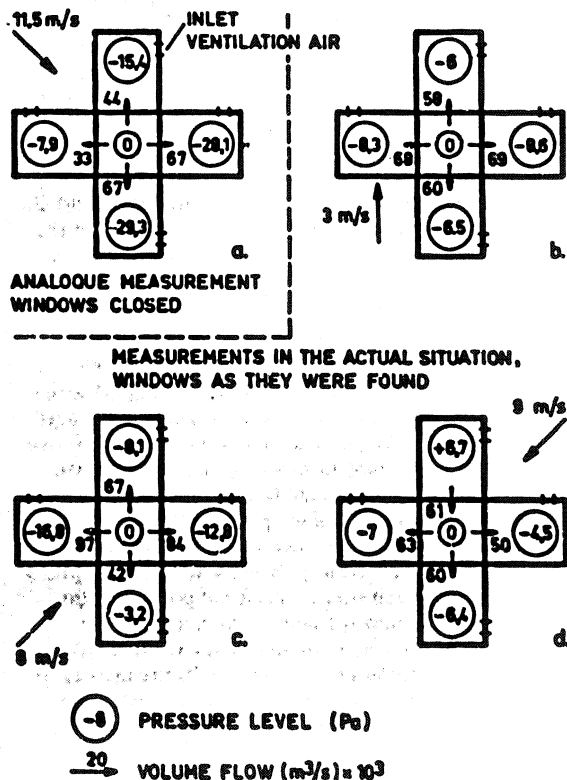 11,5 m/s
INLET
VENTILATION AIR
-15,4
44
-7,9
33
0
67
-28,1
67
-29,3
a.
ANALOQUE MEASUREMENT
WINDOWS CLOSED
-6
58
-8,3
68
0
69
-8,6
60
-6.5
3 m/s
b.
MEASUREMENTS IN THE ACTUAL SITUATION,
WINDOWS AS THEY WERE FOUND
-8,1
67
-16,8
97
0
84
-12,8
42
-3,2
8 m/s
c.
9 m/s
+6,7
61
-7
63
0
50
-4,5
60
-6,4
d.
-8
PRESSURE LEVEL (Pa)
20
VOLUME FLOW (m³/s) × 10³